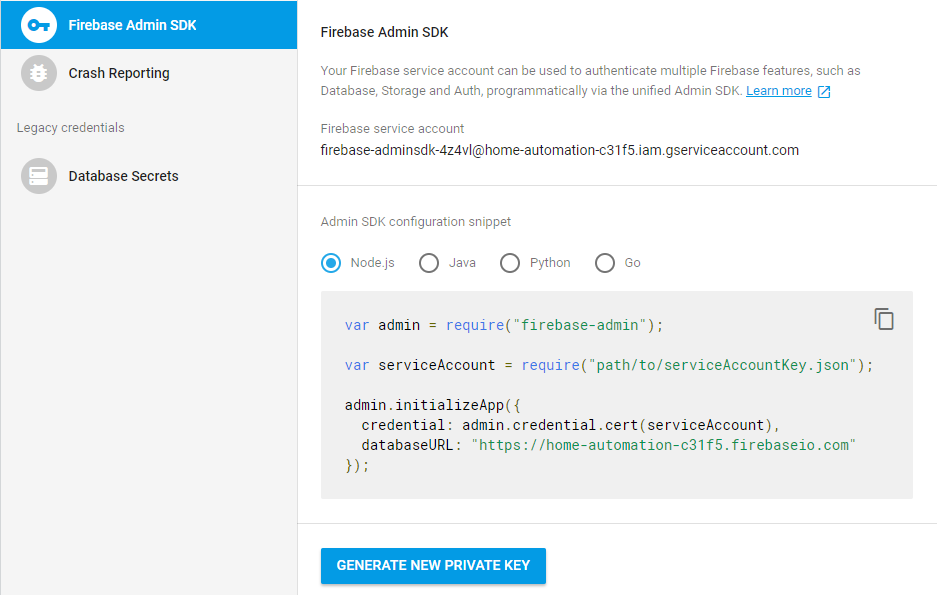 Firebase Admin SDK
Crash Reporting
Legacy credentials
Database Secrets
Firebase Admin SDK
Your Firebase service account can be used to authenticate multiple Firebase features, such as
Database, Storage and Auth, programmatically via the unified Admin SDK. Learn more
Firebase service account
firebase-adminsdk-4z4vl@home-automation-c31f5.iam.gserviceaccount.com
Admin SDK configuration snippet
Node.js Java Python Go
var admin = require("firebase-admin");
var serviceAccount = require("path/to/serviceAccountKey.json");
admin.initializeApp({
  credential: admin.credential.cert(serviceAccount),
  databaseURL: "https://home-automation-c31f5.firebaseio.com"
});
GENERATE NEW PRIVATE KEY